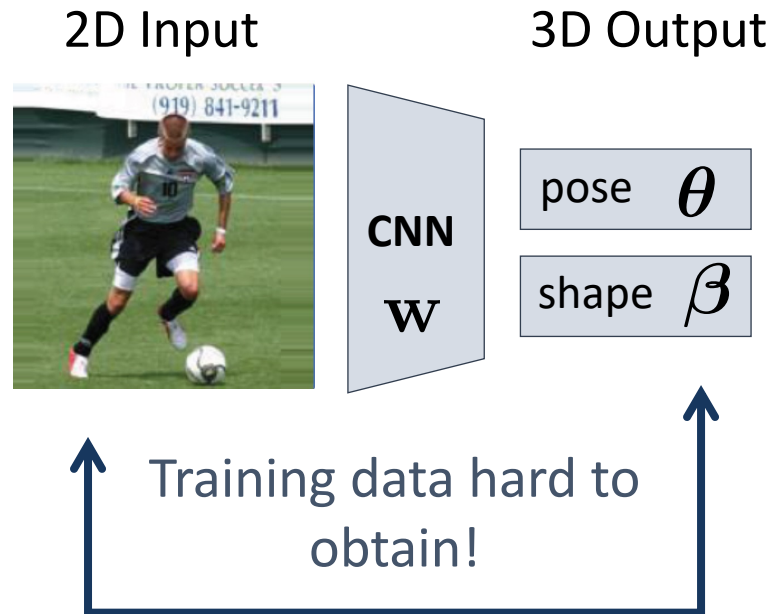 2D Input
3D Output
(919) 841-9211
10
CNN
w
pose θ
shape β
Training data hard to
obtain!